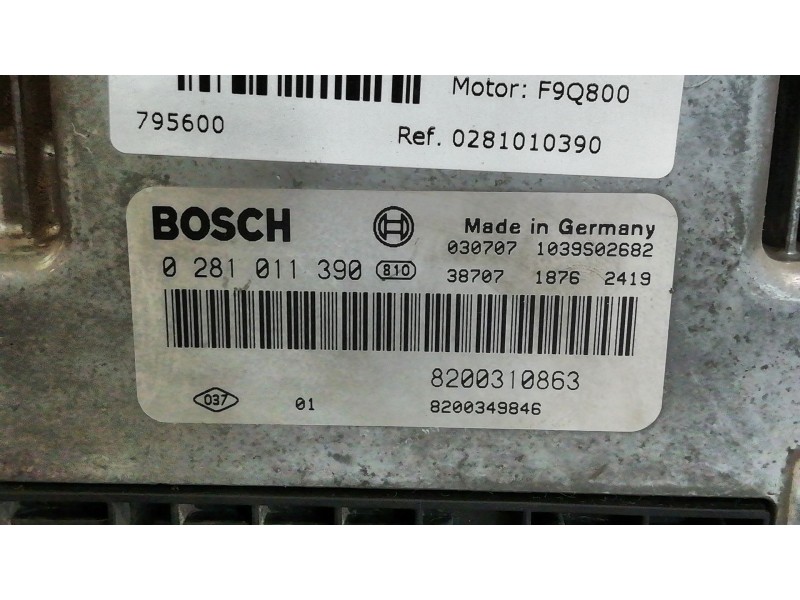 Motor: F9Q800
795600
Ref. 0281010390
BOSCH
Made in Germany
030707 1039S02682
0 281 011 390 810
38707 1876 2419
8200310863
037
01
8200349846